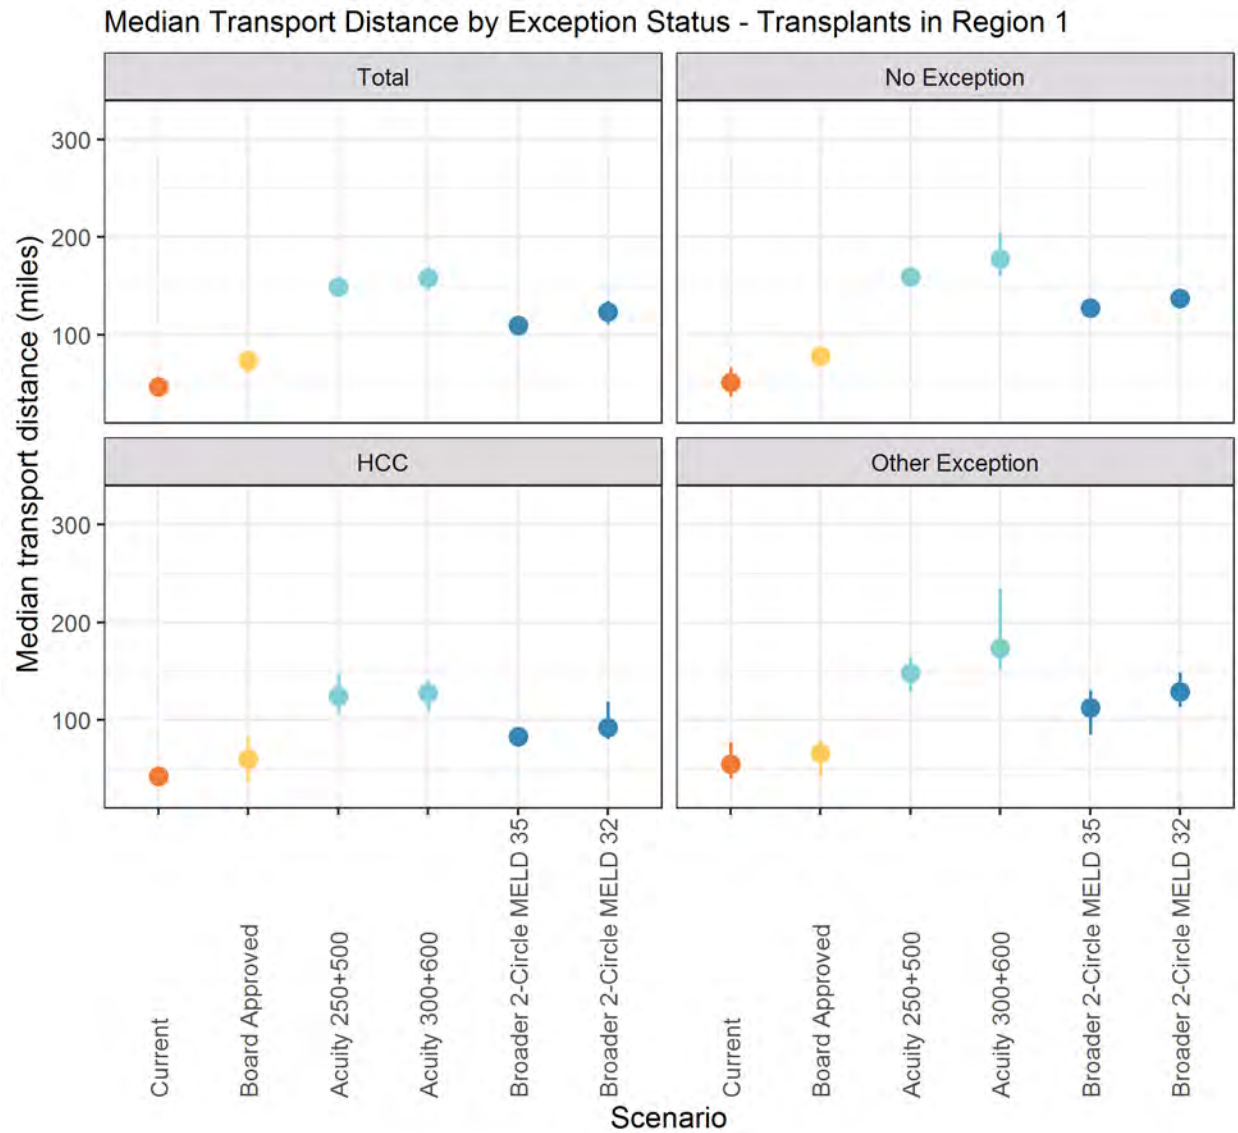 Median Transport Distance by Exception Status - Transplants in Region 1
Total
No Exception
300
200
100
HCC
Other Exception
300
200
100
Median transport distance (miles)
Current
Board Approved
Acuity 250+500
Acuity 300+600
Broader 2-Circle MELD 35
Broader 2-Circle MELD 32
Current
Board Approved
Acuity 250+500
Acuity 300+600
Broader 2-Circle MELD 35
Broader 2-Circle MELD 32
Scenario